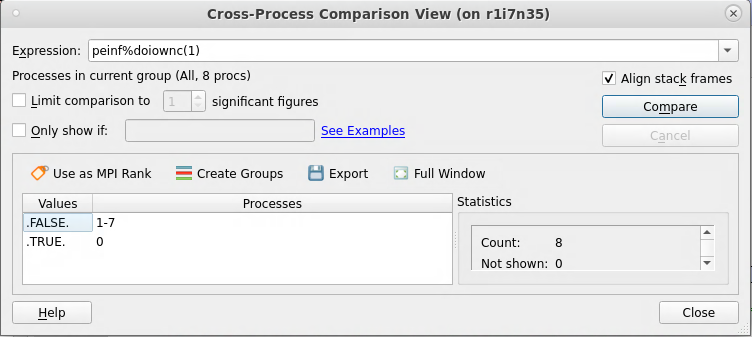 Cross-Process Comparison View (on r1i7n35)
Expression: peinf%doiownc(1)
Processes in current group (All, 8 procs)
Align stack frames
Limit comparison to 1 significant figures
Compare
Only show if: See Examples
Cancel
Use as MPI Rank Create Groups Export Full Window
Values Processes
Statistics
.FALSE. 1-7
.TRUE. 0
Count: 8
Not shown: 0
Help Close